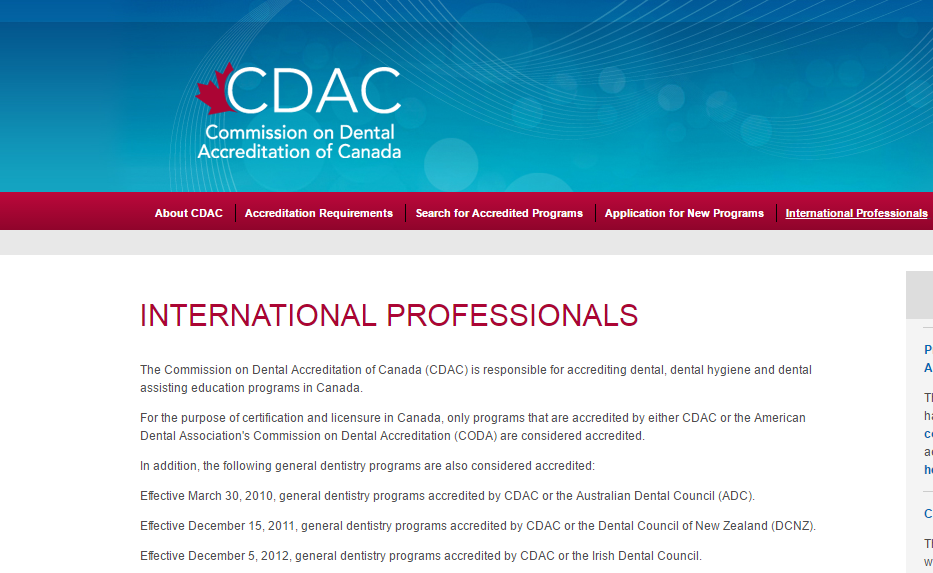 CDAC
Commission on Dental
Accreditation of Canada
About CDAC Accreditation Requirements Search for Accredited Programs Application for New Programs International Professionals
INTERNATIONAL PROFESSIONALS
The Commission on Dental Accreditation of Canada (CDAC) is responsible for accrediting dental, dental hygiene and dental
assisting education programs in Canada.
For the purpose of certification and licensure in Canada, only programs that are accredited by either CDAC or the American
Dental Association's Commission on Dental Accreditation (CODA) are considered accredited.
In addition, the following general dentistry programs are also considered accredited:
Effective March 30, 2010, general dentistry programs accredited by CDAC or the Australian Dental Council (ADC).
Effective December 15, 2011, general dentistry programs accredited by CDAC or the Dental Council of New Zealand (DCNZ).
Effective December 5, 2012, general dentistry programs accredited by CDAC or the Irish Dental Council.